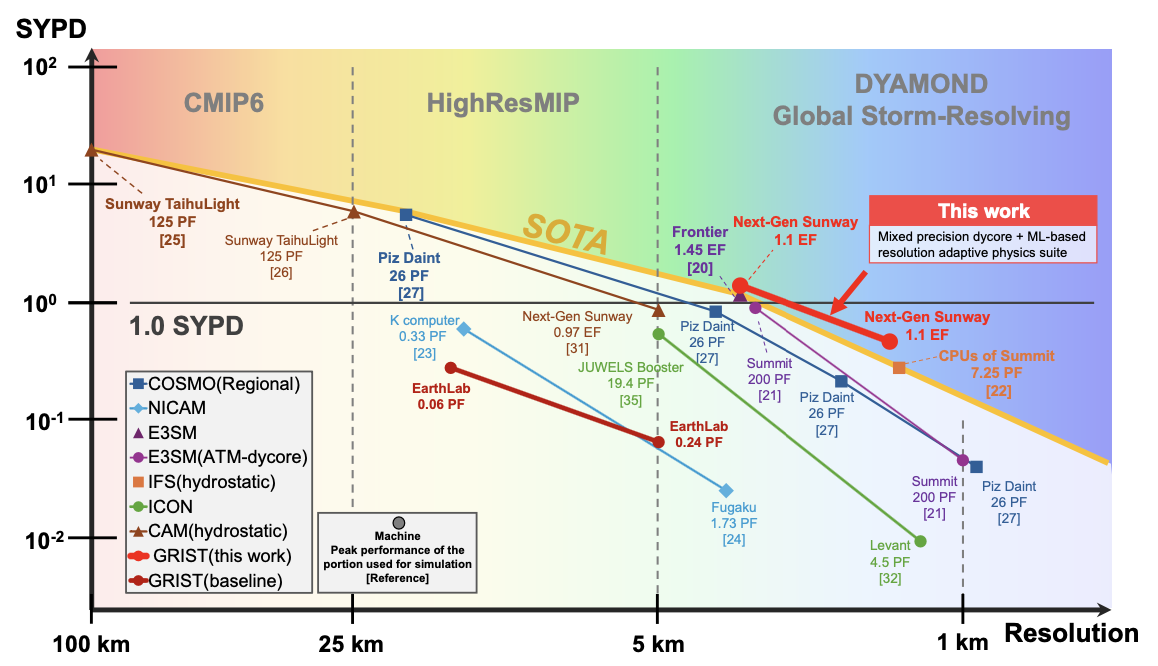 SYPD
10²
CMIP6
HighResMIP
DYAMOND
Global Storm-Resolving
10¹
Sunway TaihuLight
125 PF
[25]
Sunway TaihuLight
125 PF
[26]
Piz Daint
26 PF
[27]
SOTA
Frontier
1.45 EF
[20]
Next-Gen Sunway
1.1 EF
This work
Mixed precision dycore + ML-based
resolution adaptive physics suite
10⁰
1.0 SYPD
K computer
0.33 PF
[23]
Next-Gen Sunway
0.97 EF
[31]
Piz Daint
26 PF
[27]
Next-Gen Sunway
1.1 EF
EarthLab
0.06 PF
JUWELS Booster
19.4 PF
[35]
Summit
200 PF
[21]
CPUs of Summit
7.25 PF
[22]
Piz Daint
26 PF
[27]
10⁻¹
EarthLab
0.24 PF
COSMO(Regional)
NICAM
E3SM
E3SM(ATM-dycore)
IFS(hydrostatic)
ICON
CAM(hydrostatic)
GRIST(this work)
GRIST(baseline)
Machine
Peak performance of the
portion used for simulation
[Reference]
Fugaku
1.73 PF
[24]
Summit
200 PF
[21]
Piz Daint
26 PF
[27]
10⁻²
Levant
4.5 PF
[32]
100 km
25 km
5 km
1 km
Resolution